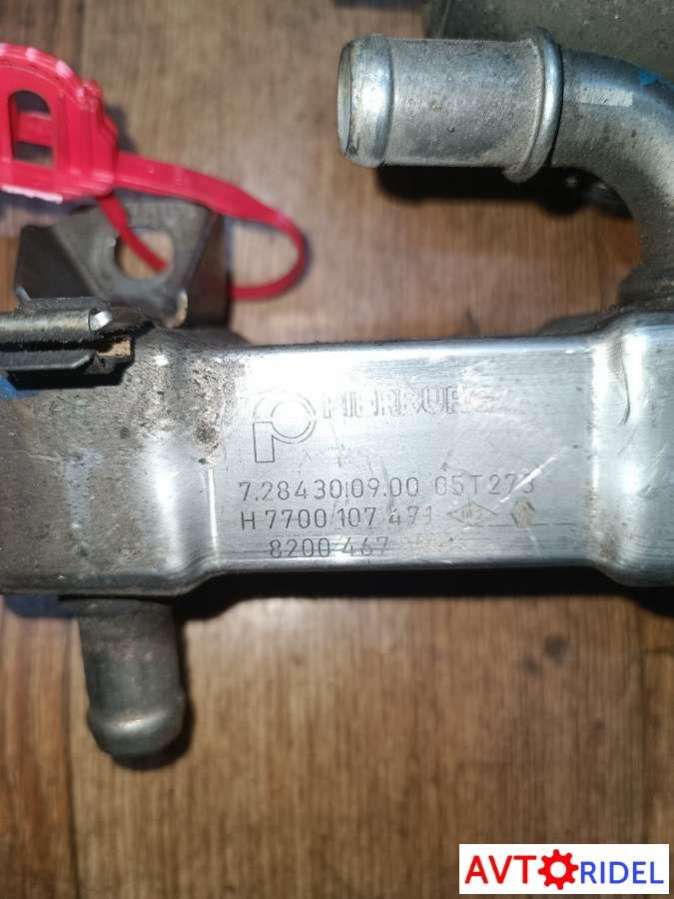 PIERBURG
7.28430.09.00 05T273
H 7700 107 471
8200 467
AVTORIDEL